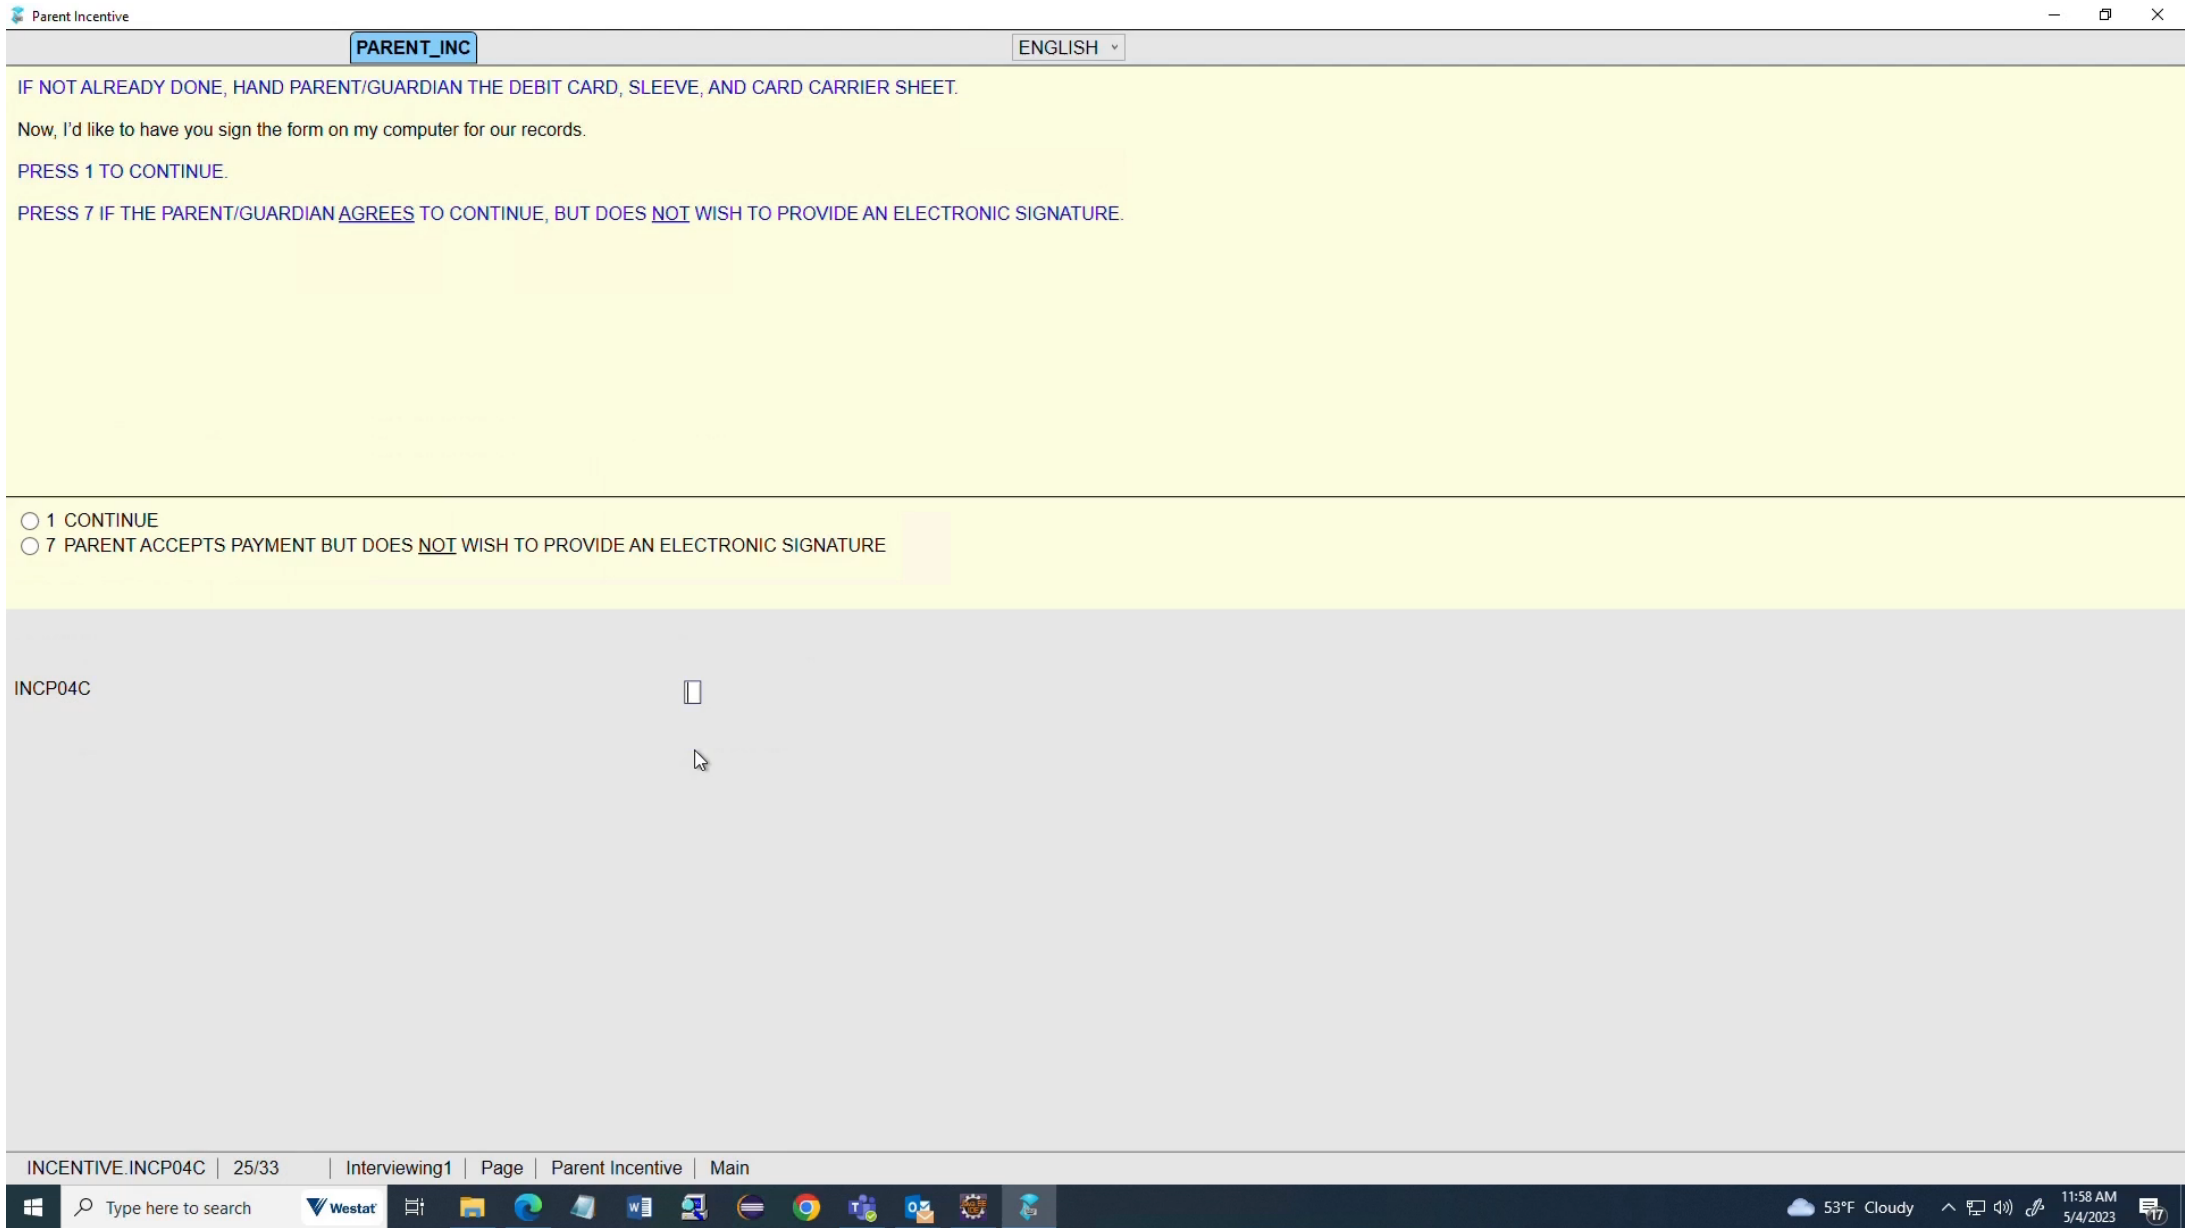 Parent Incentive
PARENT_INC
ENGLISH
IF NOT ALREADY DONE, HAND PARENT/GUARDIAN THE DEBIT CARD, SLEEVE, AND CARD CARRIER SHEET.
Now, I'd like to have you sign the form on my computer for our records.
PRESS 1 TO CONTINUE.
PRESS 7 IF THE PARENT/GUARDIAN AGREES TO CONTINUE, BUT DOES NOT WISH TO PROVIDE AN ELECTRONIC SIGNATURE.
1 CONTINUE
7 PARENT ACCEPTS PAYMENT BUT DOES NOT WISH TO PROVIDE AN ELECTRONIC SIGNATURE
INCP04C
INCENTIVE.INCP04C | 25/33 | Interviewing1 | Page | Parent Incentive | Main
Type here to search Westat 53°F Cloudy 11:58 AM
5/4/2023 17